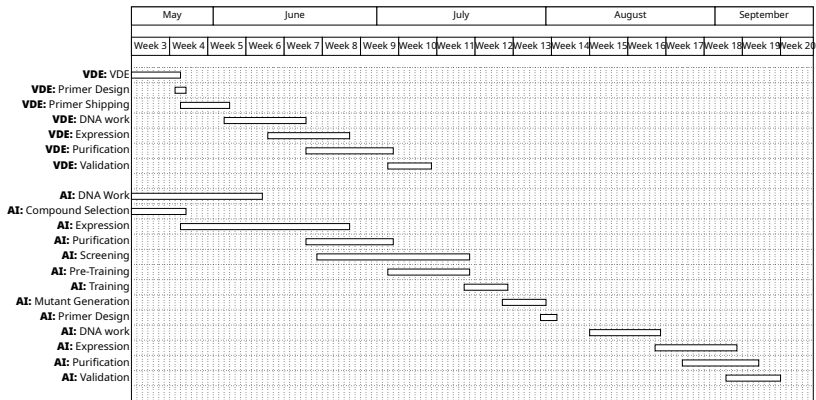 May June July August September
Week 3 Week 4 Week 5 Week 6 Week 7 Week 8 Week 9 Week 10 Week 11 Week 12 Week 13 Week 14 Week 15 Week 16 Week 17 Week 18 Week 19 Week 20
VDE: VDE
VDE: Primer Design
VDE: Primer Shipping
VDE: DNA work
VDE: Expression
VDE: Purification
VDE: Validation
AI: DNA Work
AI: Compound Selection
AI: Expression
AI: Purification
AI: Screening
AI: Pre-Training
AI: Training
AI: Mutant Generation
AI: Primer Design
AI: DNA work
AI: Expression
AI: Purification
AI: Validation